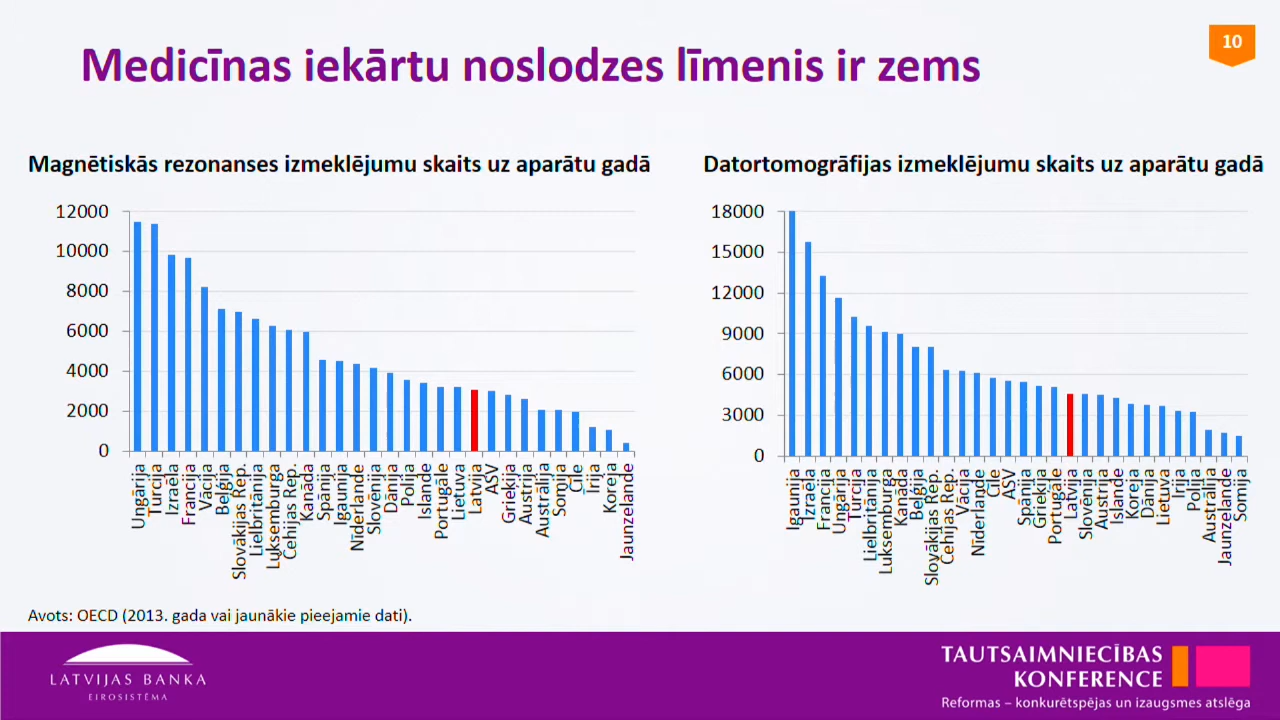 10
Medicīnas iekārtu noslodzes līmenis ir zems
Magnētiskās rezonanses izmeklējumu skaits uz aparātu gadā
12000
10000
8000
6000
4000
2000
0
Ungārija
Turcija
Izraēla
Francija
Vācija
Beļģija
Slovākijas Rep.
Lielbritānija
Luksemburga
Čehijas Rep.
Kanāda
Spānija
Igaunija
Nīderlande
Slovēnija
Dānija
Polija
Islande
Portugāle
Lietuva
Latvija
ASV
Grieķija
Austrija
Austrālija
Somija
Čīle
Īrija
Koreja
Jaunzelande
Datortomogrāfijas izmeklējumu skaits uz aparātu gadā
18000
15000
12000
9000
6000
3000
0
Igaunija
Izraēla
Francija
Ungārija
Turcija
Lielbritānija
Luksemburga
Kanāda
Beļģija
Slovākijas Rep.
Čehijas Rep.
Vācija
Nīderlande
Čīle
ASV
Spānija
Grieķija
Portugāle
Latvija
Slovēnija
Austrija
Islande
Koreja
Dānija
Lietuva
Īrija
Polija
Austrālija
Jaunzelande
Somija
Avots: OECD (2013. gada vai jaunākie pieejamie dati).
LATVIJAS BANKA
EIROSISTĒMA
TAUTSAIMNIECĪBAS
KONFERENCE
Reformas – konkurētspējas un izaugsmes atslēga